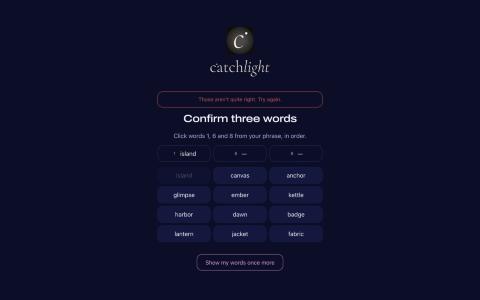 C
catchlight
Those aren't quite right. Try again.
Confirm three words
Click words 1, 6 and 8 from your phrase, in order.
1 island 6 — 8 —
island canvas anchor
glimpse ember kettle
harbor dawn badge
lantern jacket fabric
Show my words once more